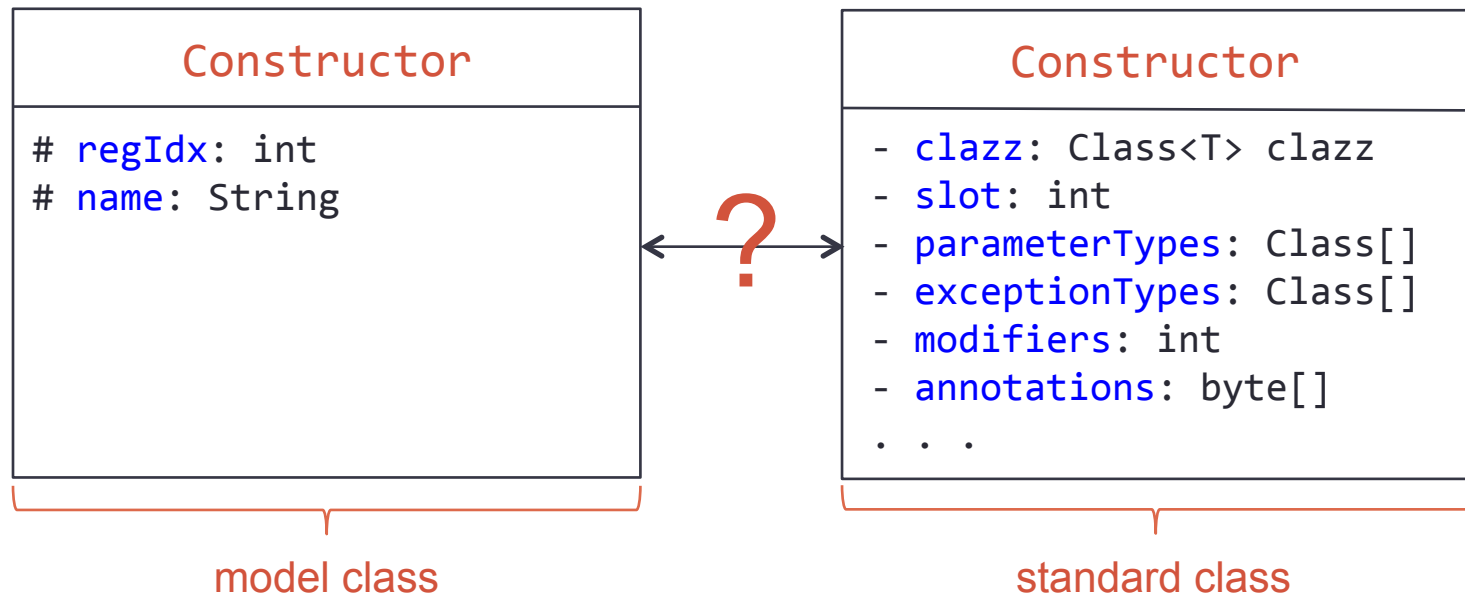 Constructor
# regIdx: int
# name: String
?
Constructor
- clazz: Class<T> clazz
- slot: int
- parameterTypes: Class[]
- exceptionTypes: Class[]
- modifiers: int
- annotations: byte[]
. . .
model class
standard class